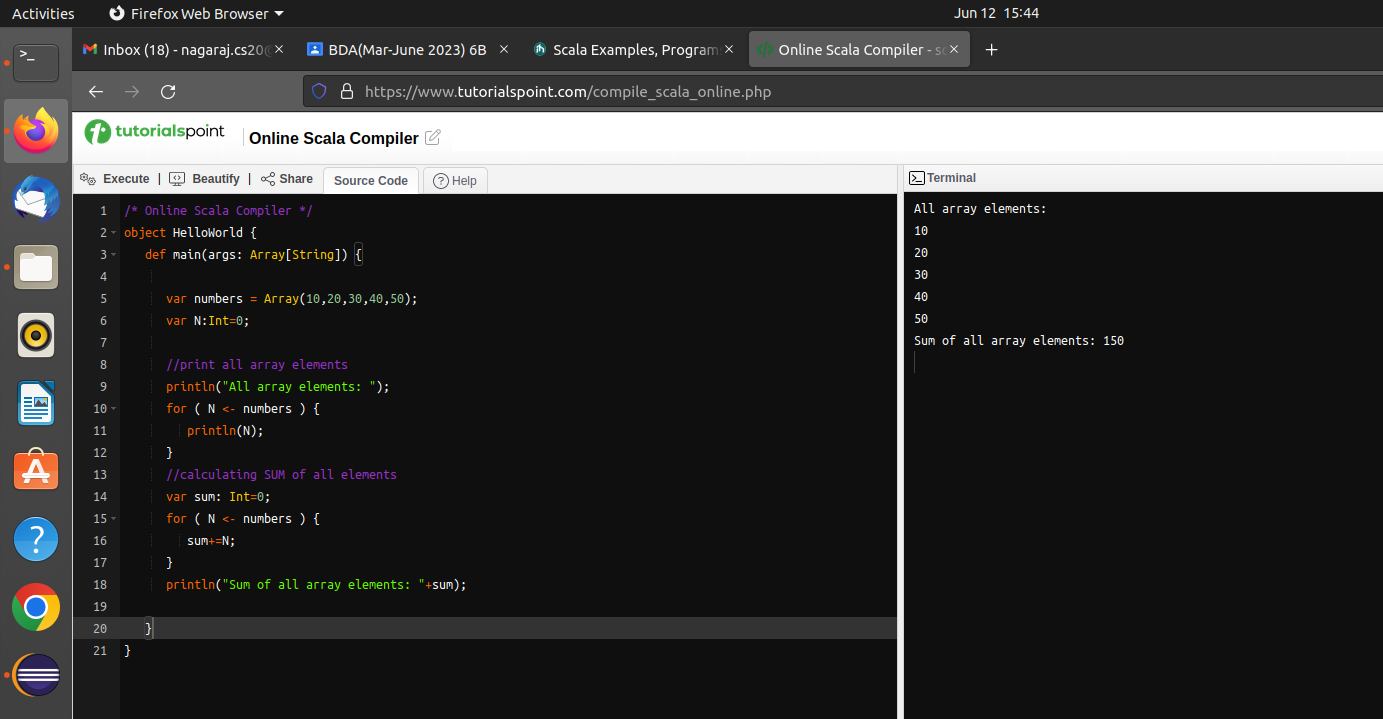 Activities Firefox Web Browser Jun 12 15:44
Inbox (18) - nagaraj.cs20@ BDA(Mar-June 2023) 6B Scala Examples, Program Online Scala Compiler - sc
https://www.tutorialspoint.com/compile_scala_online.php
tutorialspoint Online Scala Compiler
Execute | Beautify | Share Source Code Help
1 /* Online Scala Compiler */
2 object HelloWorld {
3 def main(args: Array[String]) {
4
5 var numbers = Array(10,20,30,40,50);
6 var N:Int=0;
7
8 //print all array elements
9 println("All array elements: ");
10 for ( N <- numbers ) {
11 println(N);
12 }
13 //calculating SUM of all elements
14 var sum: Int=0;
15 for ( N <- numbers ) {
16 sum+=N;
17 }
18 println("Sum of all array elements: "+sum);
19
20 }
21 }
Terminal
All array elements:
10
20
30
40
50
Sum of all array elements: 150